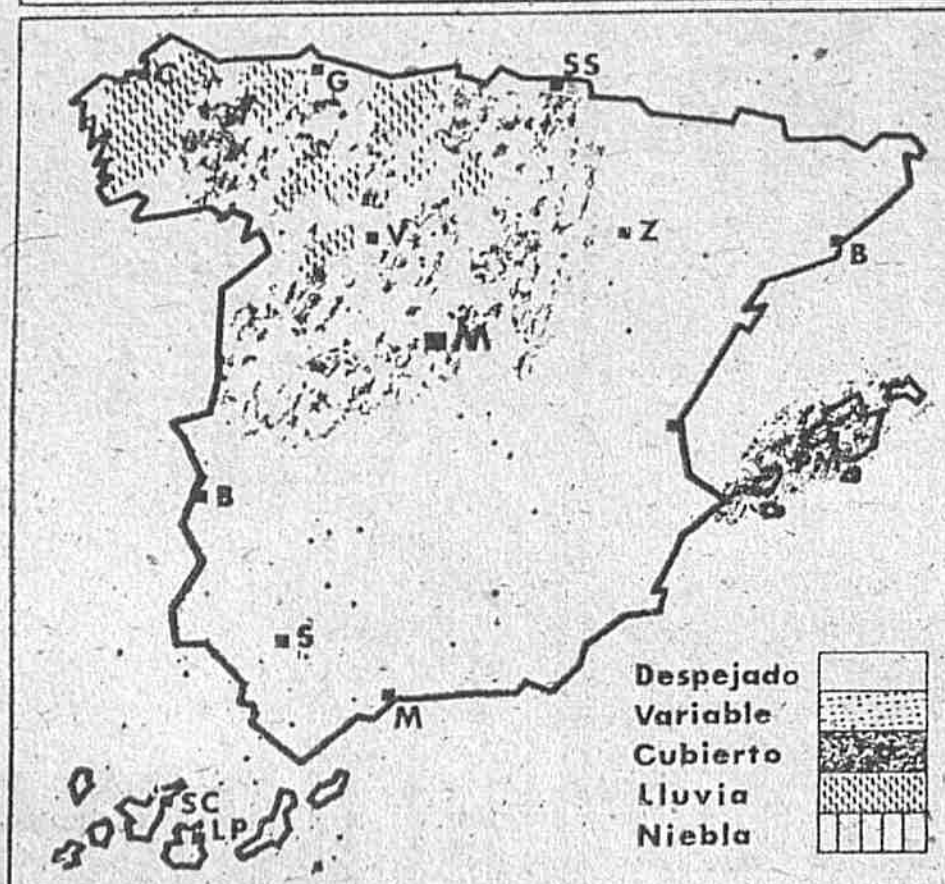 C
G
SS
V
Z
B
M
B
S
M
SC
LP
Despejado
Variable
Cubierto
Lluvia
Niebla